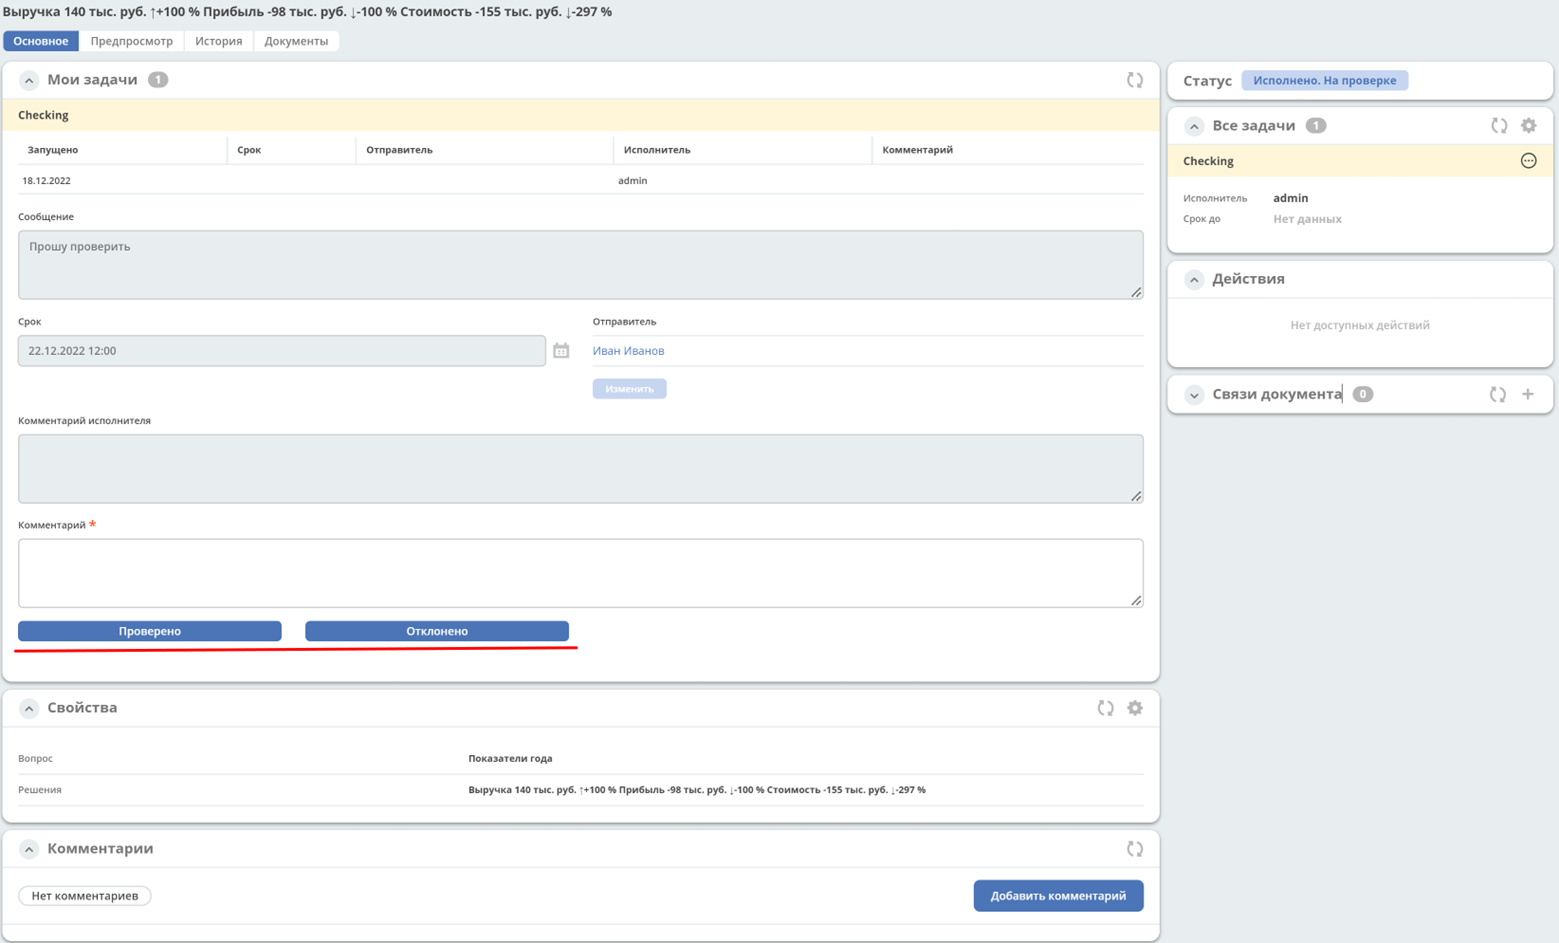 Выручка 140 тыс. руб. ↑+100 % Прибыль -98 тыс. руб. ↓-100 % Стоимость -155 тыс. руб. ↓-297 %
Основное Предпросмотр История Документы
Мои задачи 1
Checking
Запущено Срок Отправитель Исполнитель Комментарий
18.12.2022 admin
Сообщение
Прошу проверить
Срок Отправитель
22.12.2022 12:00 Иван Иванов
Изменить
Комментарий исполнителя
Комментарий *
Проверено Отклонено
Свойства
Вопрос Показатели года
Решения Выручка 140 тыс. руб. ↑+100 % Прибыль -98 тыс. руб. ↓-100 % Стоимость -155 тыс. руб. ↓-297 %
Комментарии
Нет комментариев Добавить комментарий
Статус Исполнено. На проверке
Все задачи 1
Checking
Исполнитель admin
Срок до Нет данных
Действия
Нет доступных действий
Связи документа 0